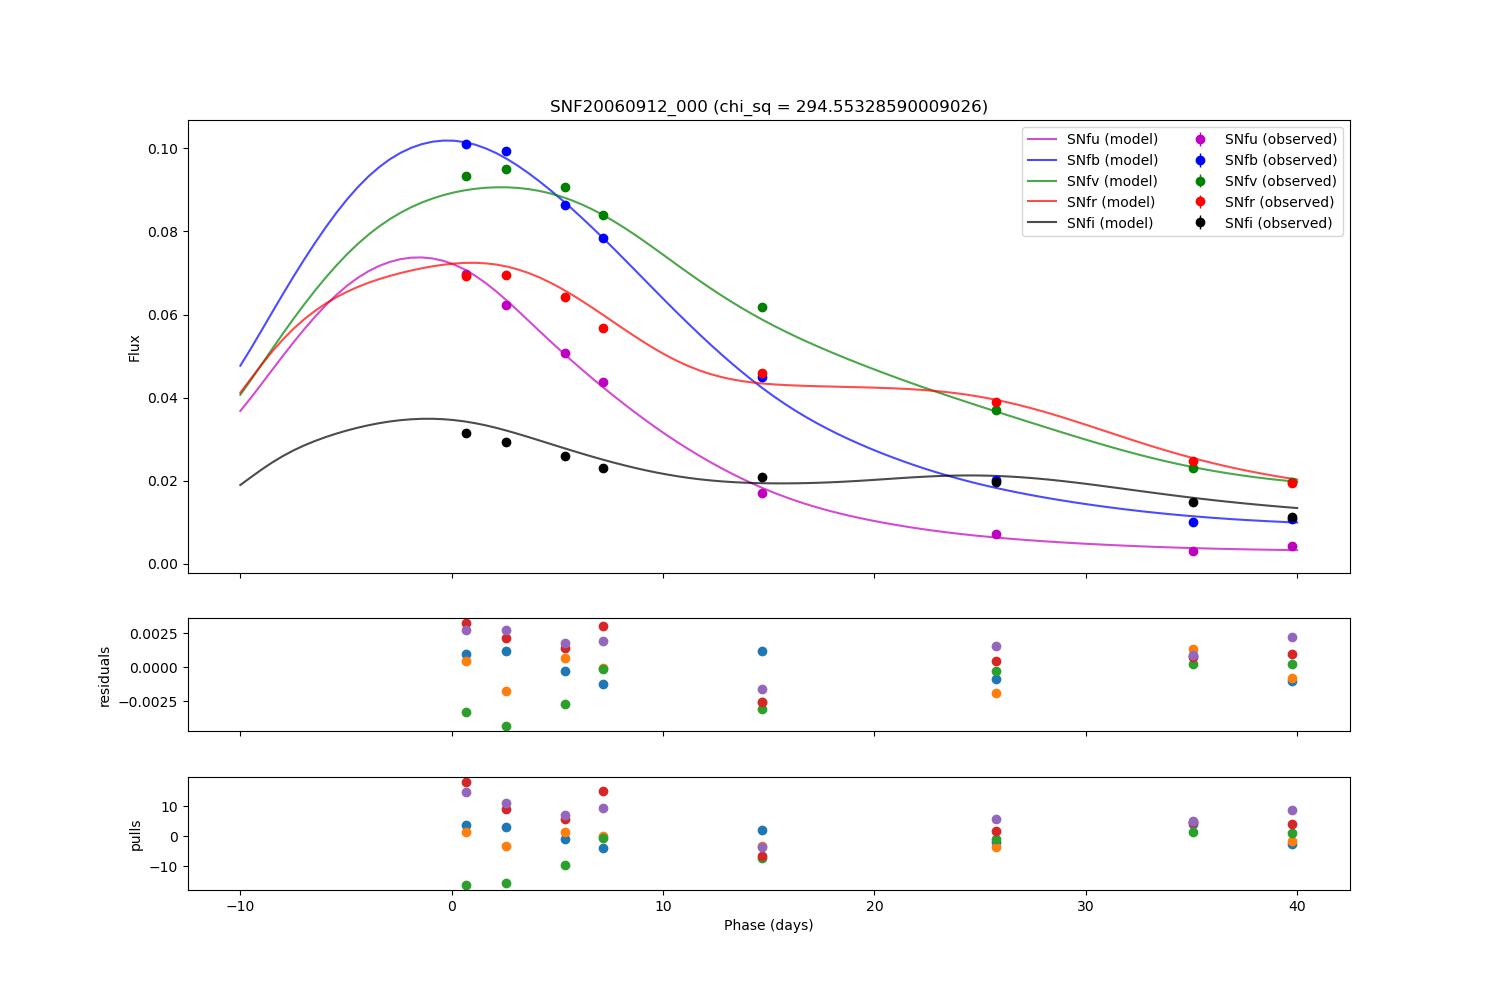 SNF20060912_000 (chi_sq = 294.55328590009026)
SNfu (model) SNfu (observed)
SNfb (model) SNfb (observed)
SNfv (model) SNfv (observed)
SNfr (model) SNfr (observed)
SNfi (model) SNfi (observed)
Flux
0.10
0.08
0.06
0.04
0.02
0.00
residuals
0.0025
0.0000
−0.0025
pulls
10
0
−10
−10 0 10 20 30 40
Phase (days)